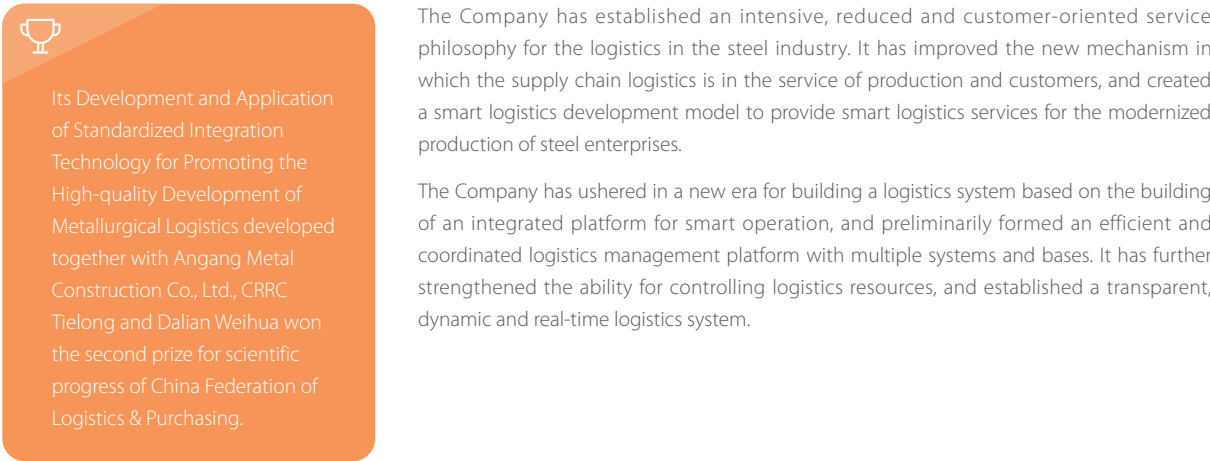 Its Development and Application
of Standardized Integration
Technology for Promoting the
High-quality Development of
Metallurgical Logistics developed
together with Angang Metal
Construction Co., Ltd., CRRC
Tielong and Dalian Weihua won
the second prize for scientific
progress of China Federation of
Logistics & Purchasing.
The Company has established an intensive, reduced and customer-oriented service
philosophy for the logistics in the steel industry. It has improved the new mechanism in
which the supply chain logistics is in the service of production and customers, and created
a smart logistics development model to provide smart logistics services for the modernized
production of steel enterprises.
The Company has ushered in a new era for building a logistics system based on the building
of an integrated platform for smart operation, and preliminarily formed an efficient and
coordinated logistics management platform with multiple systems and bases. It has further
strengthened the ability for controlling logistics resources, and established a transparent,
dynamic and real-time logistics system.